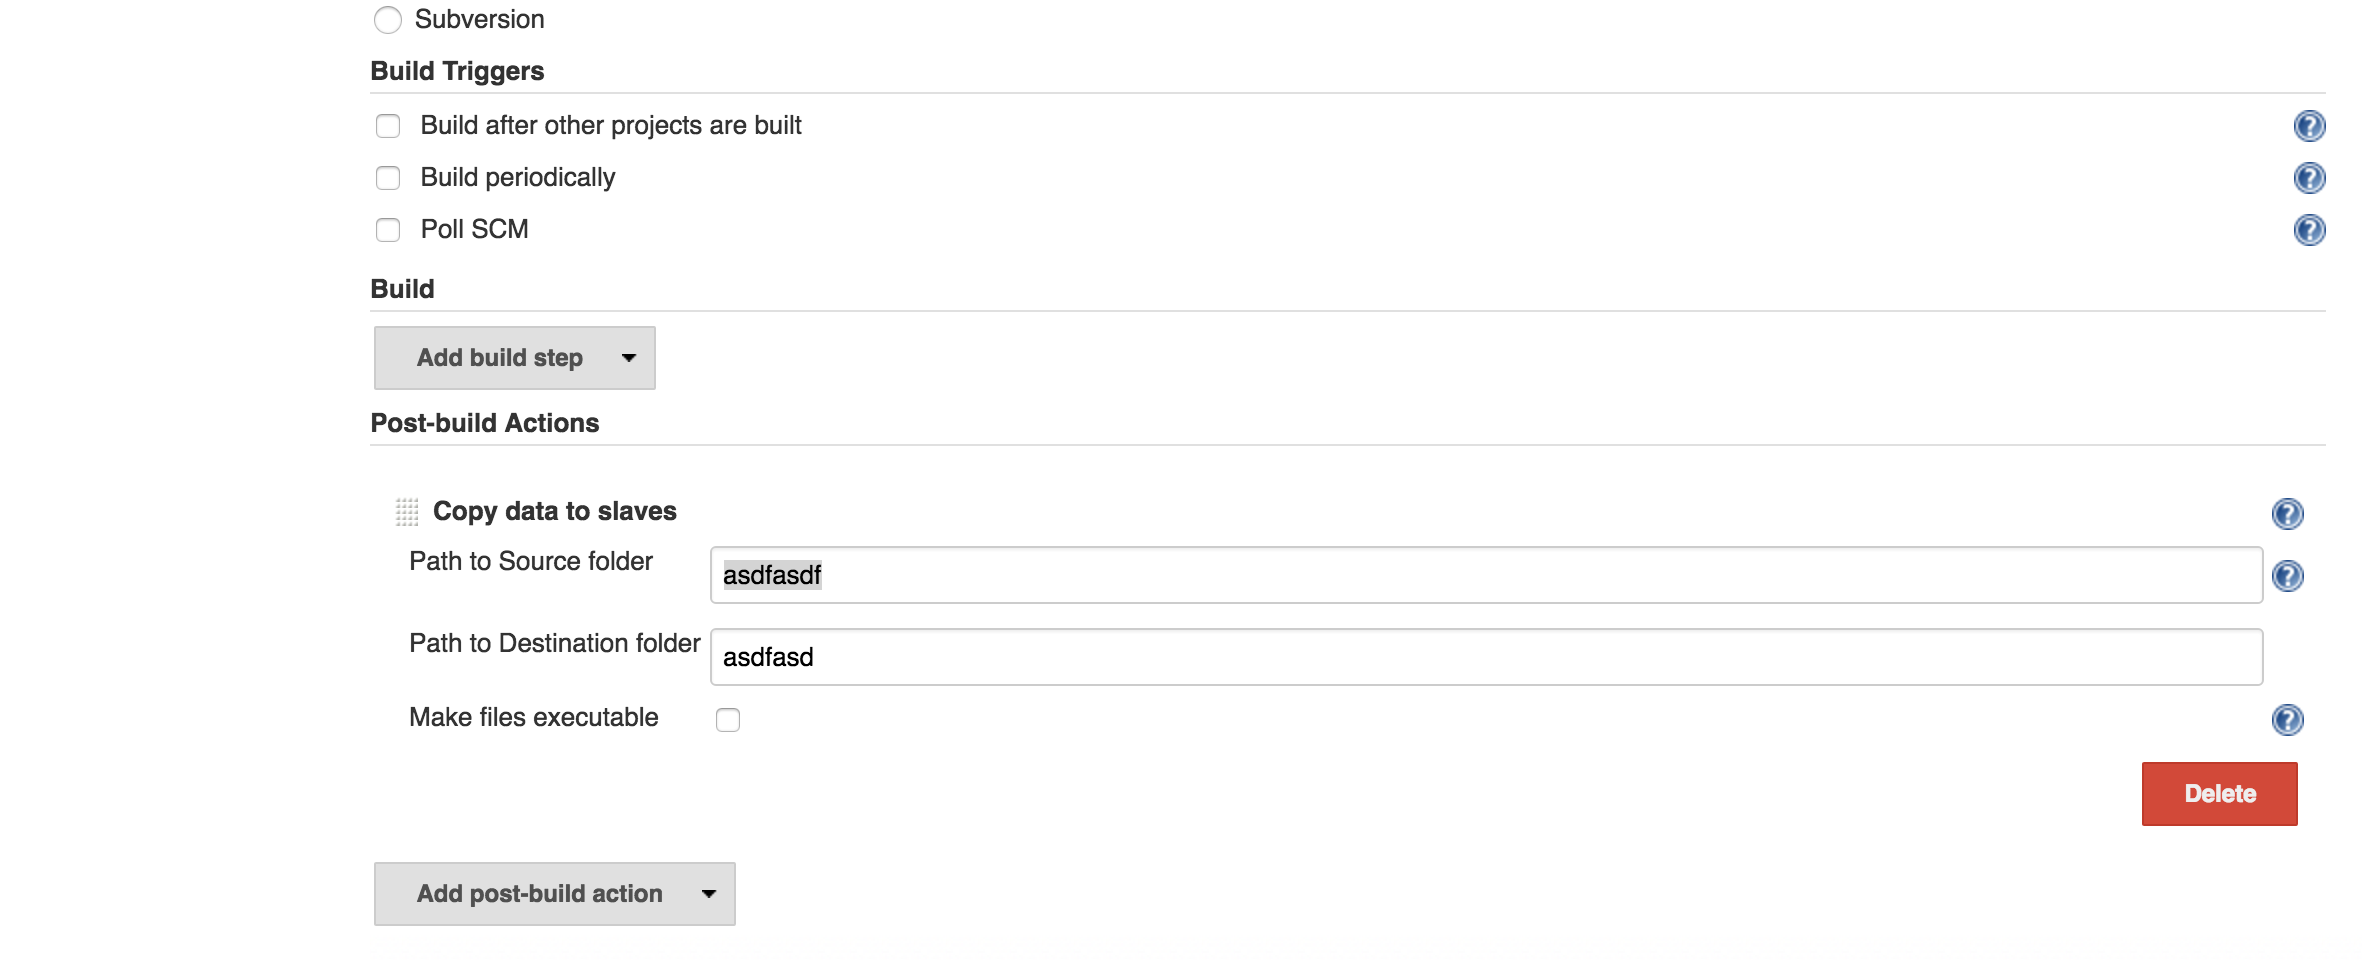 Subversion
Build Triggers
Build after other projects are built
Build periodically
Poll SCM
Build
Add build step
Post-build Actions
Copy data to slaves
Path to Source folder asdfasdf
Path to Destination folder asdfasd
Make files executable
Delete
Add post-build action